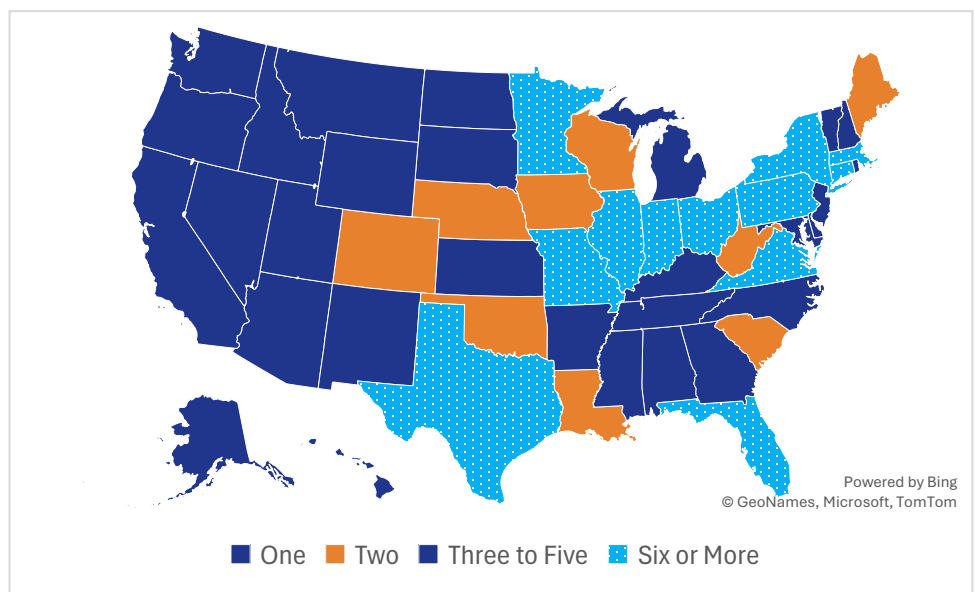 Powered by Bing
© GeoNames, Microsoft, TomTom
One Two Three to Five Six or More